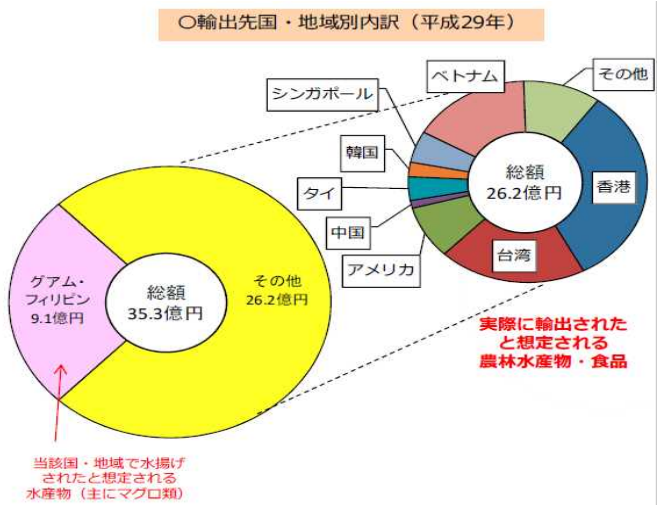 〇輸出先国・地域別内訳（平成29年）
ベトナム
その他
シンガポール
韓国
タイ
中国
アメリカ
台湾
香港
総額
26.2億円
グアム・
フィリピン
9.1億円
総額
35.3億円
その他
26.2億円
実際に輸出された
と想定される
農林水産物・食品
当該国・地域で水揚げ
されたと想定される
水産物（主にマグロ類）